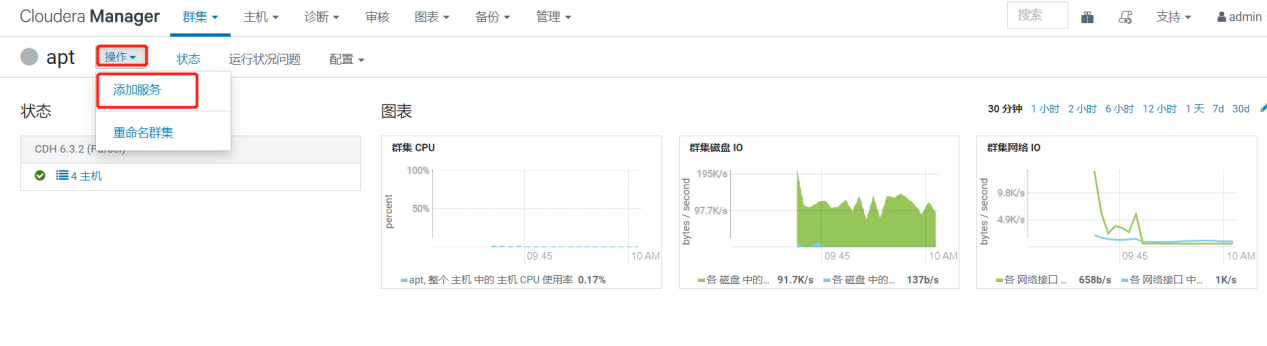 Cloudera Manager 群集 主机 诊断 审核 图表 备份 管理 搜索 支持 admin
apt 操作 状态 运行状况问题 配置
添加服务
重命名群集
状态
CDH 6.3.2 (Parcel)
4 主机
图表
30 分钟 1 小时 2 小时 6 小时 12 小时 1 天 7d 30d
群集 CPU
percent
100%
50%
09:45 10 AM
apt, 整个 主机 中的 主机 CPU 使用率 0.17%
群集磁盘 IO
bytes / second
195K/s
97.7K/s
09:45 10 AM
各 磁盘 中的... 91.7K/s 各 磁盘 中的... 137b/s
群集网络 IO
bytes / second
9.8K/s
4.9K/s
09:45 10 AM
各 网络接口 ... 658b/s 各 网络接口 中... 1K/s